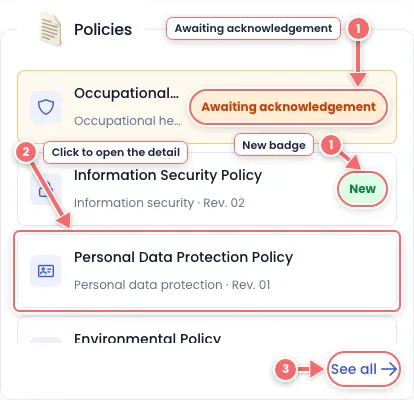 Policies
Awaiting acknowledgement
1
Occupational...
Awaiting acknowledgement
Occupational he...
2
Click to open the detail
New badge
1
Information Security Policy
Information security · Rev. 02
New
Personal Data Protection Policy
Personal data protection · Rev. 01
Environmental Policy
3
See all →